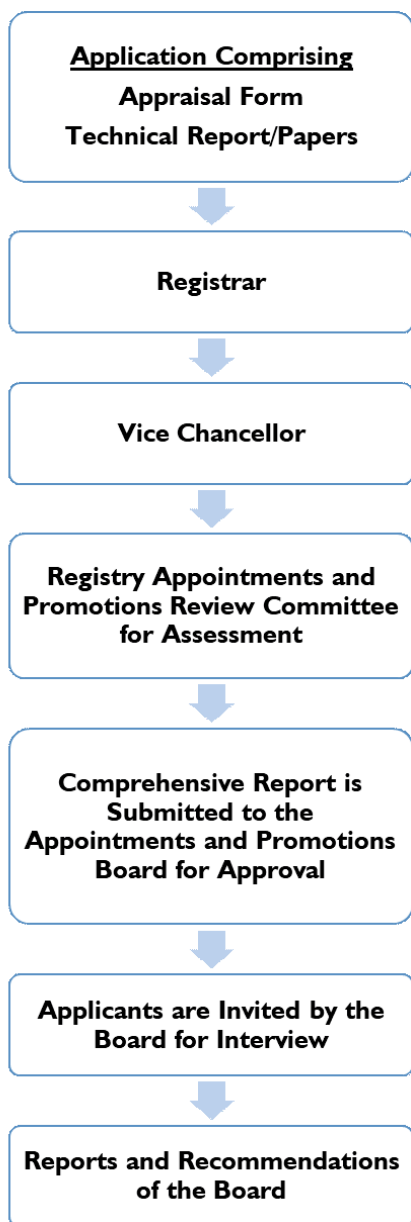 Application Comprising
Appraisal Form
Technical Report/Papers
Registrar
Vice Chancellor
Registry Appointments and
Promotions Review Committee
for Assessment
Comprehensive Report is
Submitted to the
Appointments and Promotions
Board for Approval
Applicants are Invited by the
Board for Interview
Reports and Recommendations
of the Board